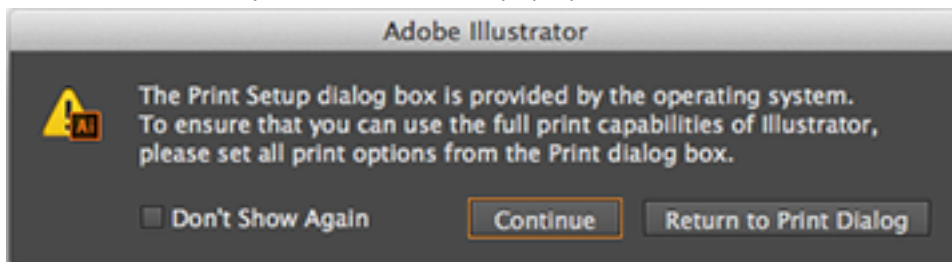 Adobe Illustrator
The Print Setup dialog box is provided by the operating system.
To ensure that you can use the full print capabilities of Illustrator,
please set all print options from the Print dialog box.
Ai
Don't Show Again
Continue
Return to Print Dialog